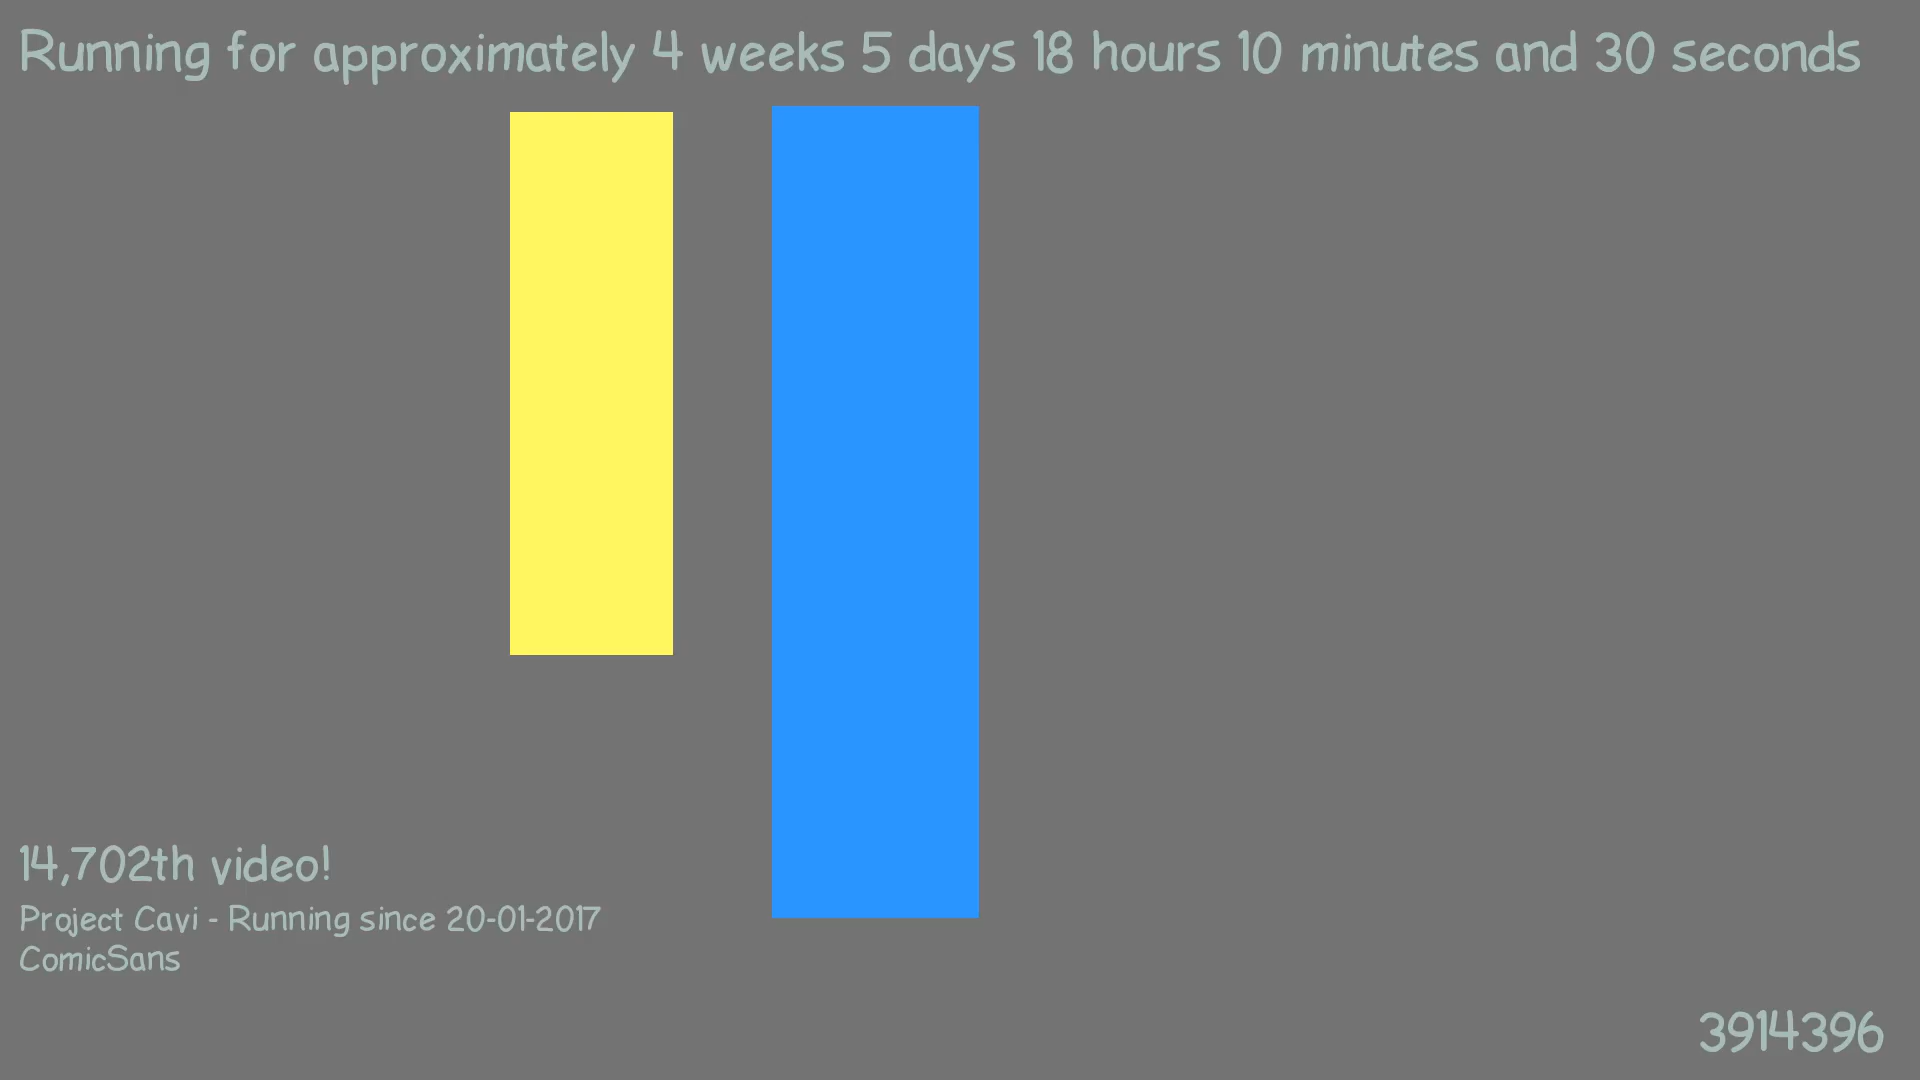 Running for approximately 4 weeks 5 days 18 hours 10 minutes and 30 seconds
14,702th video!
Project Cavi - Running since 20-01-2017
ComicSans
3914396